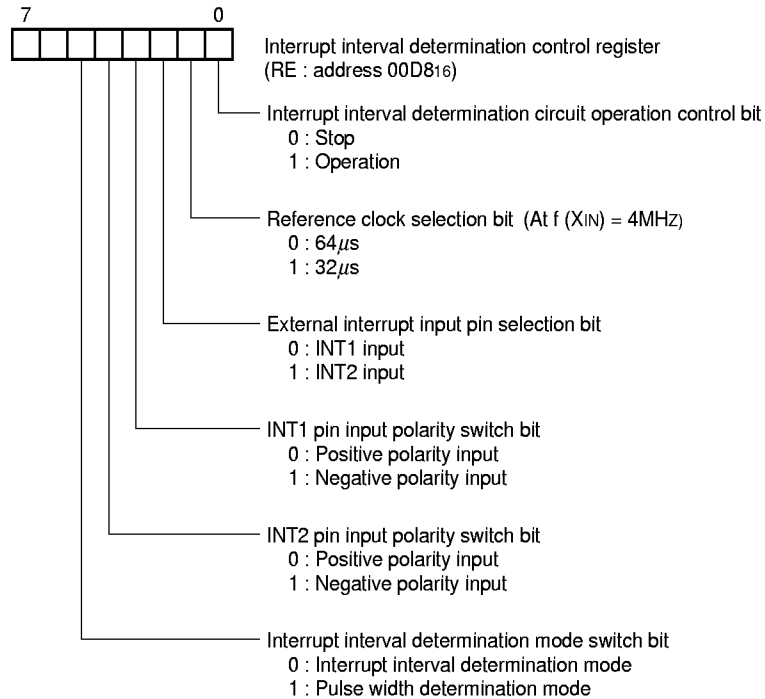 7 0
Interrupt interval determination control register
(RE : address 00D816)
Interrupt interval determination circuit operation control bit
0 : Stop
1 : Operation
Reference clock selection bit (At f (XIN) = 4MHZ)
0 : 64μs
1 : 32μs
External interrupt input pin selection bit
0 : INT1 input
1 : INT2 input
INT1 pin input polarity switch bit
0 : Positive polarity input
1 : Negative polarity input
INT2 pin input polarity switch bit
0 : Positive polarity input
1 : Negative polarity input
Interrupt interval determination mode switch bit
0 : Interrupt interval determination mode
1 : Pulse width determination mode